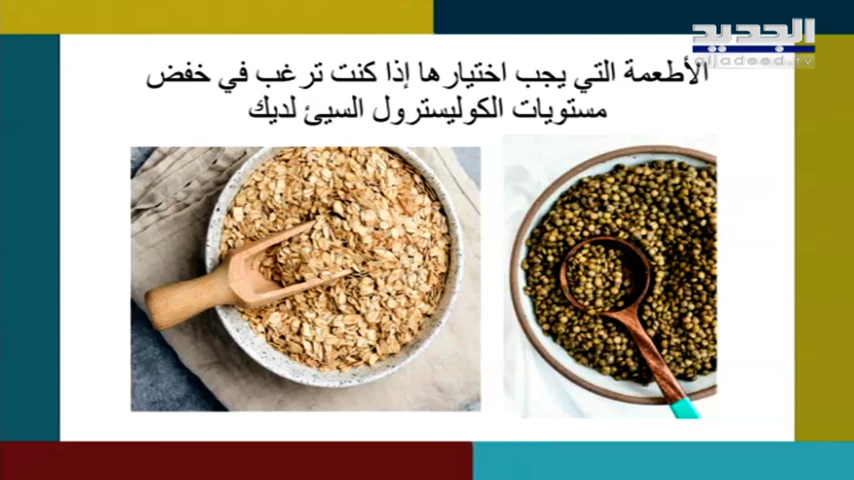 الجديد
aljadeed.tv
الأطعمة التي يجب اختيارها إذا كنت ترغب في خفض
مستويات الكوليسترول السيئ لديك